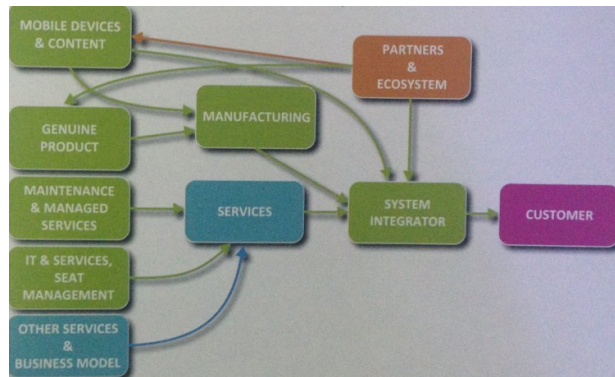 MOBILE DEVICES
& CONTENT
PARTNERS
&
ECOSYSTEM
MANUFACTURING
GENUINE
PRODUCT
MAINTENANCE
& MANAGED
SERVICES
SERVICES
SYSTEM
INTEGRATOR
CUSTOMER
IT & SERVICES,
SEAT
MANAGEMENT
OTHER SERVICES
&
BUSINESS MODEL